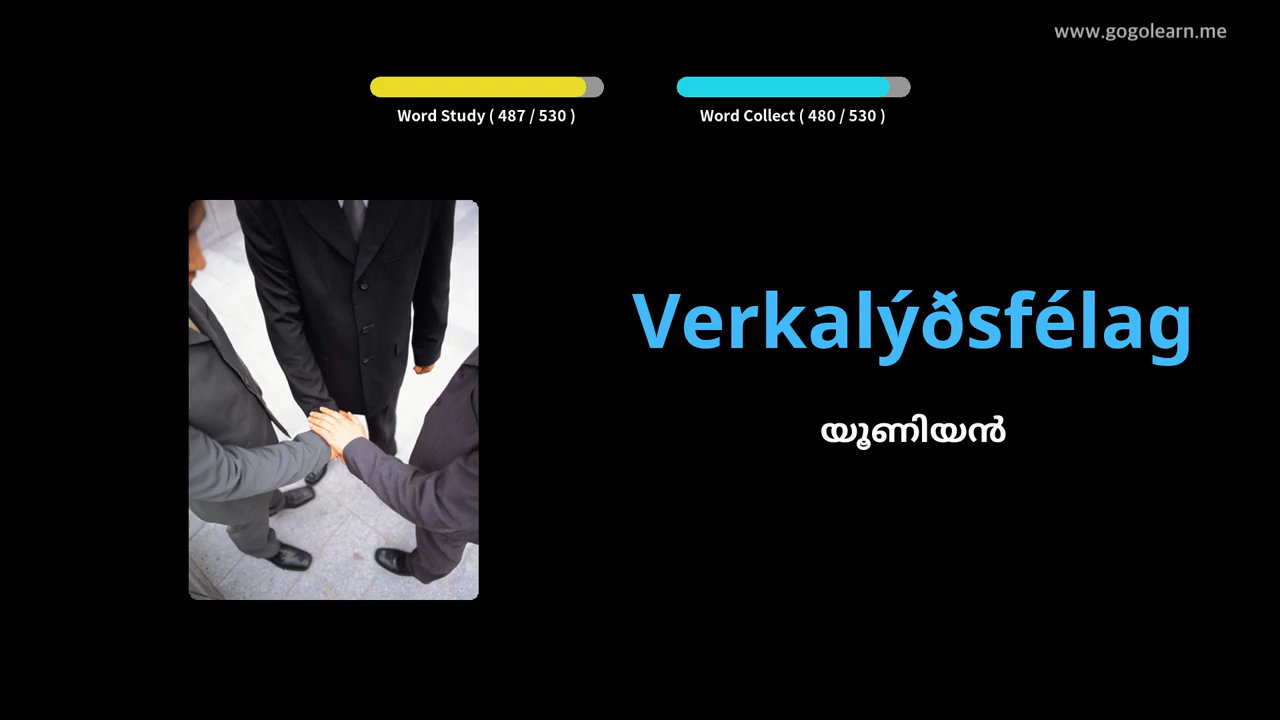 www.gogolearn.me
Word Study ( 487 / 530 )
Word Collect ( 480 / 530 )
Verkalýðsfélag
യൂണിയൻ